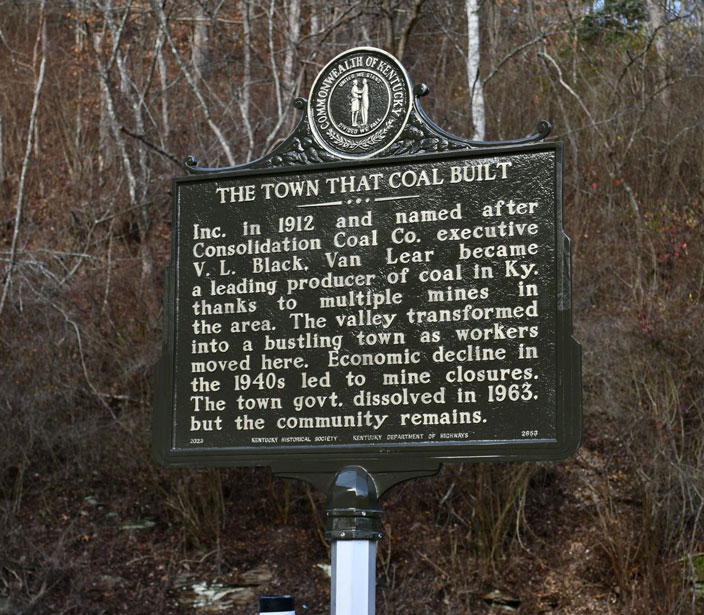 COMMONWEALTH OF KENTUCKY
UNITED WE STAND
DIVIDED WE FALL
THE TOWN THAT COAL BUILT
Inc. in 1912 and named after
Consolidation Coal Co. executive
V. L. Black, Van Lear became
a leading producer of coal in Ky.
thanks to multiple mines in
the area. The valley transformed
into a bustling town as workers
moved here. Economic decline in
the 1940s led to mine closures.
The town govt. dissolved in 1963,
but the community remains.
2023 KENTUCKY HISTORICAL SOCIETY KENTUCKY DEPARTMENT OF HIGHWAYS 2653